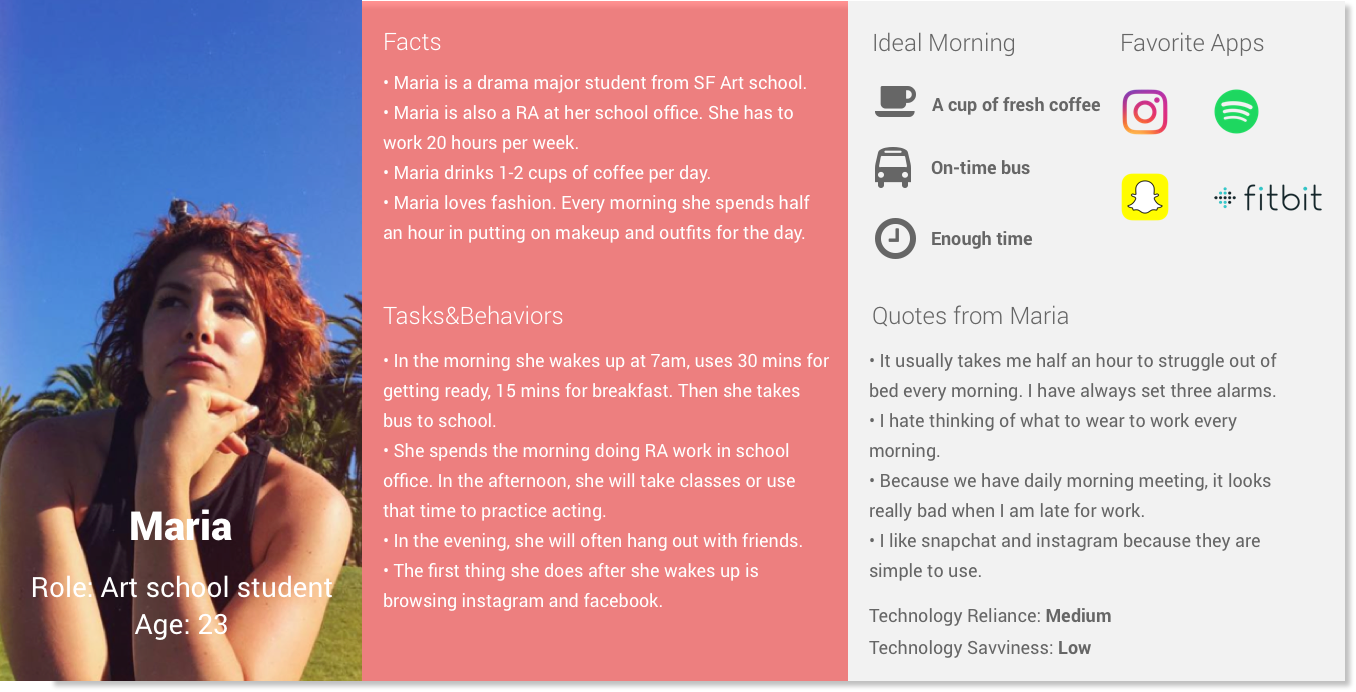 Maria
Role: Art school student
Age: 23
Facts
• Maria is a drama major student from SF Art school.
• Maria is also a RA at her school office. She has to
work 20 hours per week.
• Maria drinks 1-2 cups of coffee per day.
• Maria loves fashion. Every morning she spends half
an hour in putting on makeup and outfits for the day.
Tasks&Behaviors
• In the morning she wakes up at 7am, uses 30 mins for
getting ready, 15 mins for breakfast. Then she takes
bus to school.
• She spends the morning doing RA work in school
office. In the afternoon, she will take classes or use
that time to practice acting.
• In the evening, she will often hang out with friends.
• The first thing she does after she wakes up is
browsing instagram and facebook.
Ideal Morning
A cup of fresh coffee
On-time bus
Enough time
Favorite Apps
fitbit
Quotes from Maria
• It usually takes me half an hour to struggle out of
bed every morning. I have always set three alarms.
• I hate thinking of what to wear to work every
morning.
• Because we have daily morning meeting, it looks
really bad when I am late for work.
• I like snapchat and instagram because they are
simple to use.
Technology Reliance: Medium
Technology Savviness: Low